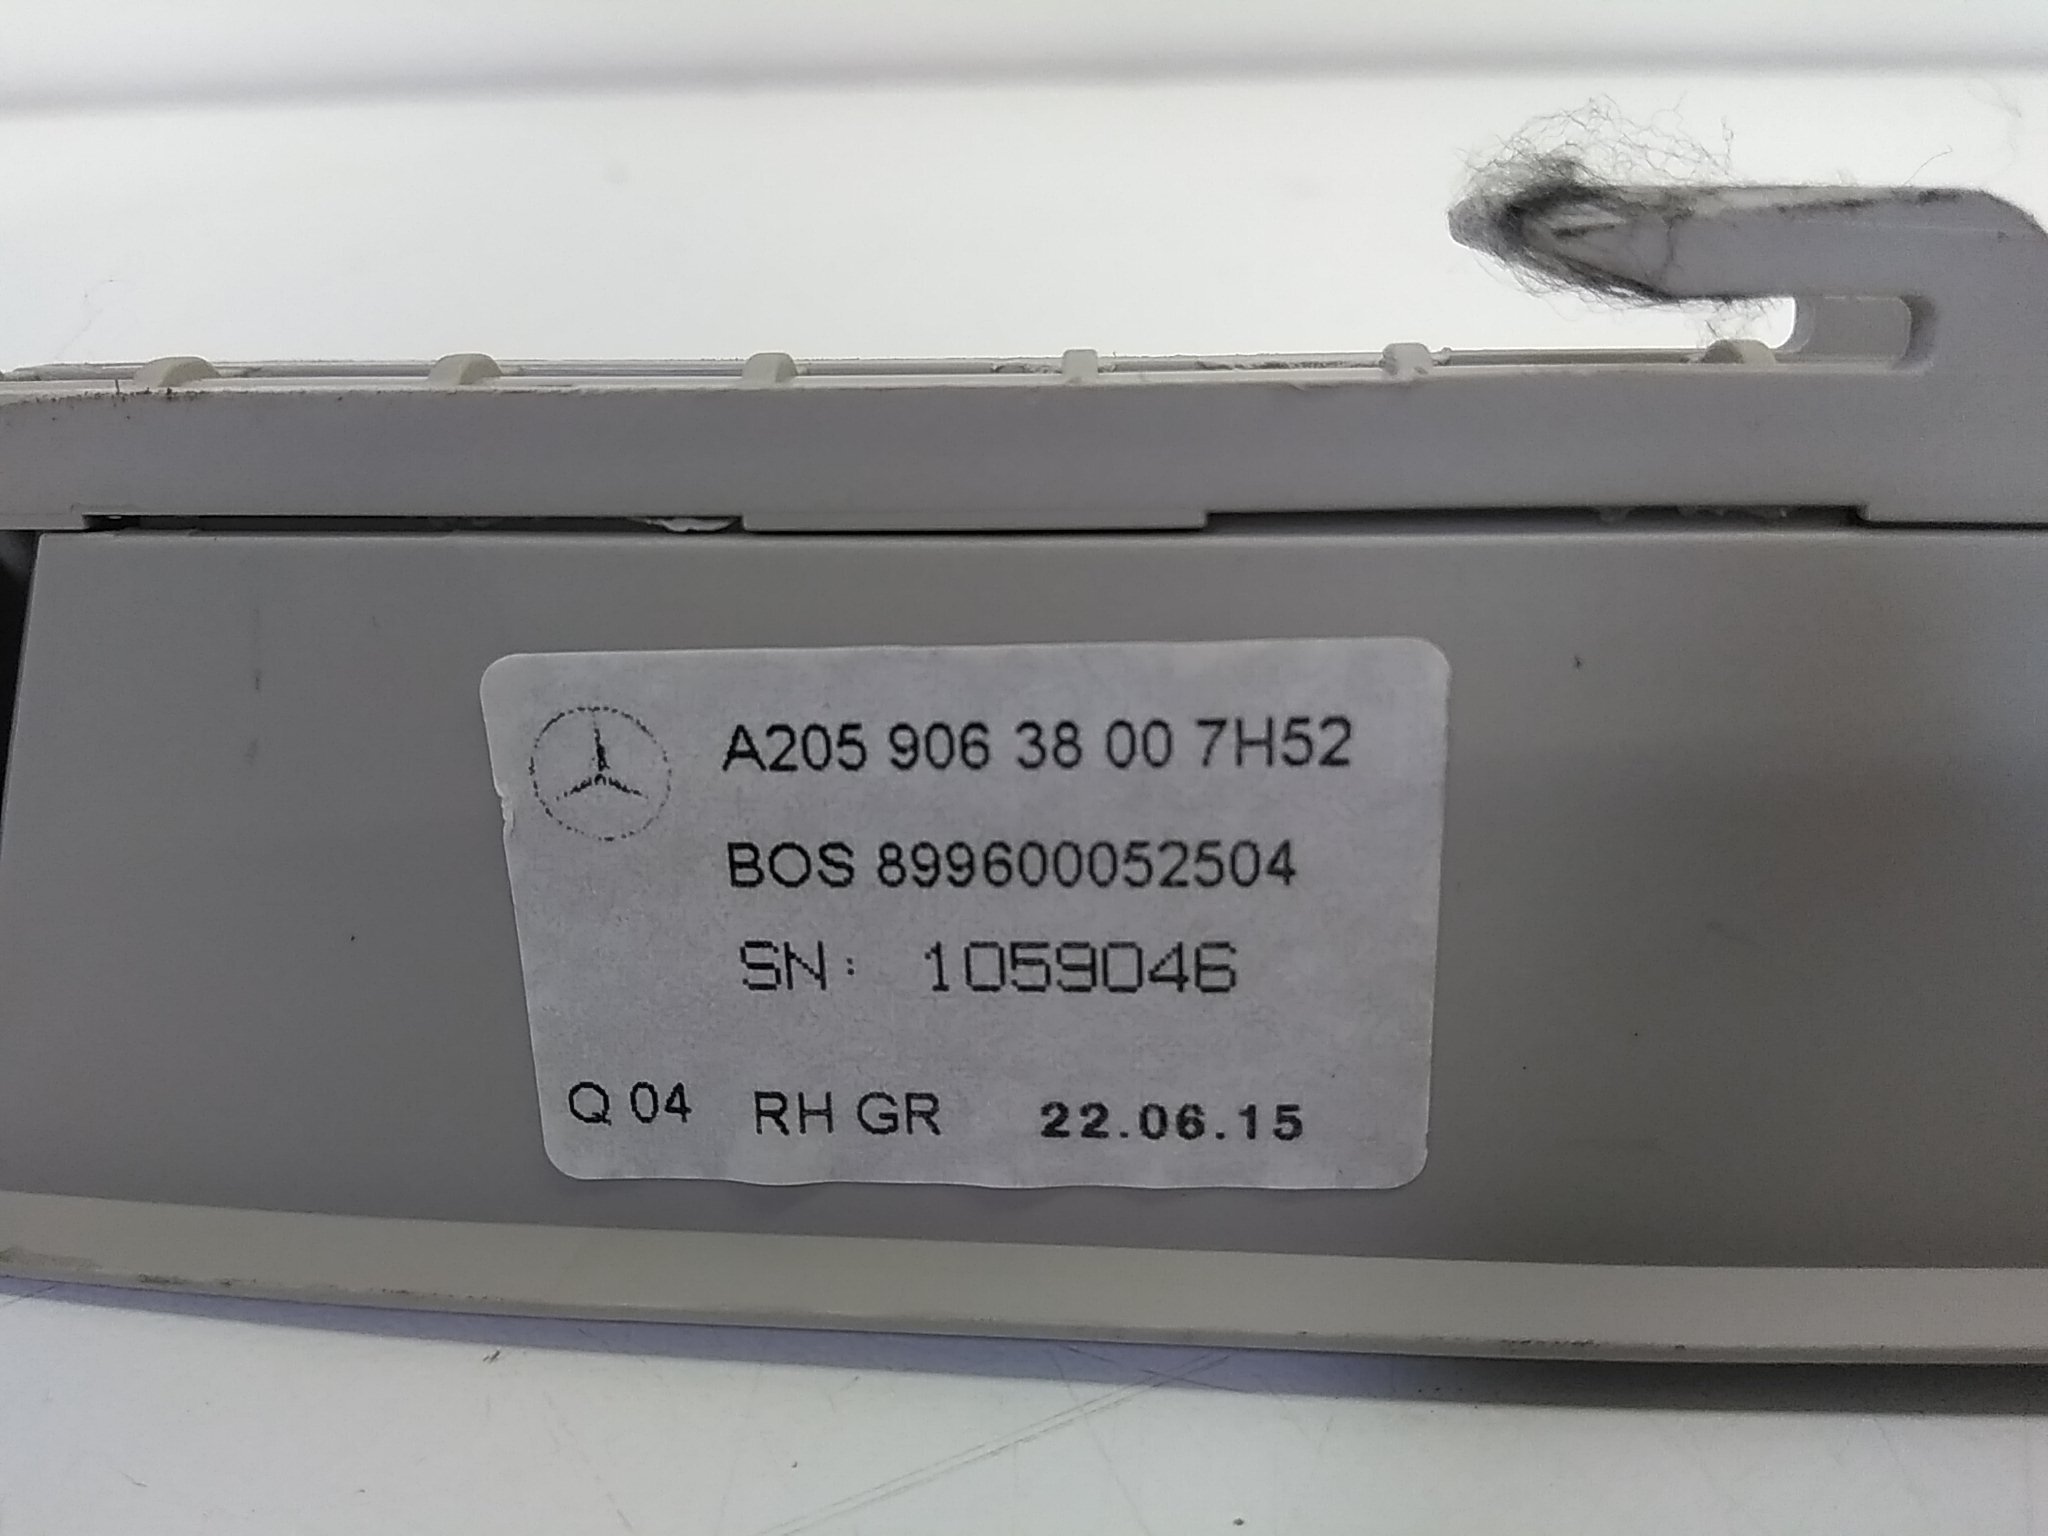 A205 906 38 00 7H52
BOS 899600052504
SN: 1059046
Q 04 RH GR 22.06.15